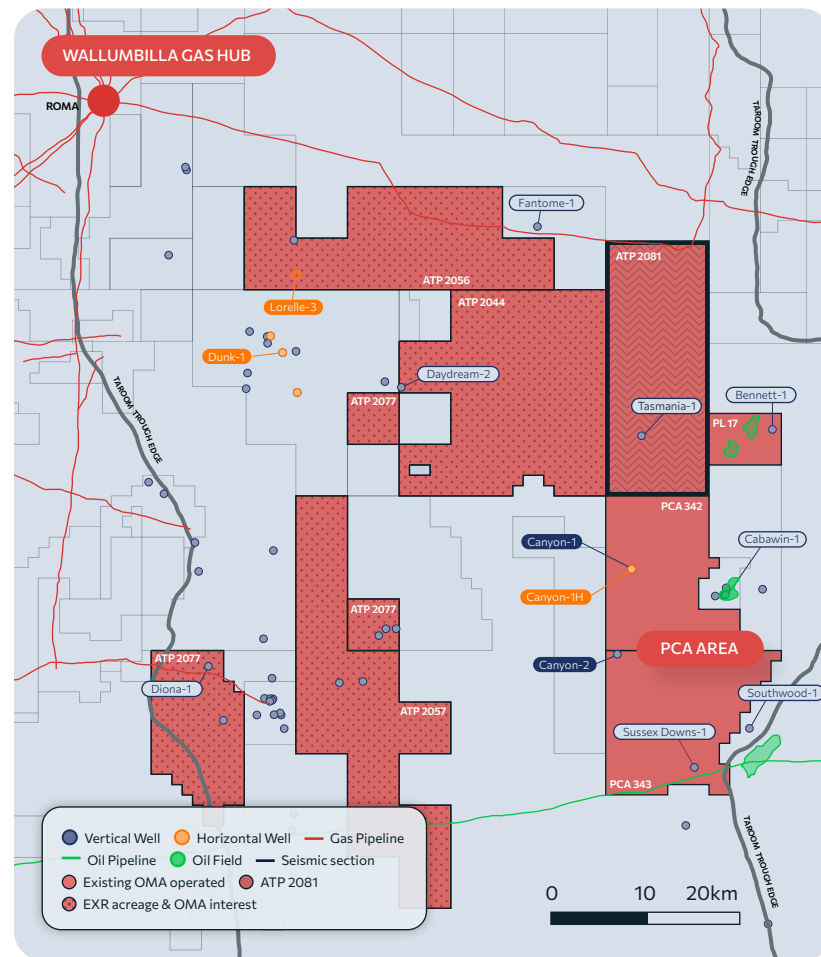 WALLUMBILLA GAS HUB
ROMA
TAROOM TROUGH EDGE
Fantome-1
ATP 2081
ATP 2056
ATP 2044
Lorelle-3
Dunk-1
Daydream-2
TAROOM TROUGH EDGE
ATP 2077
Tasmania-1
Bennett-1
PL 17
PCA 342
Canyon-1
Cabawin-1
Canyon-1H
ATP 2077
PCA AREA
ATP 2077
Canyon-2
Diona-1
Southwood-1
ATP 2057
Sussex Downs-1
PCA 343
TAROOM TROUGH EDGE
Vertical Well
Horizontal Well
Gas Pipeline
Oil Pipeline
Oil Field
Seismic section
Existing OMA operated
ATP 2081
EXR acreage & OMA interest
0 10 20km